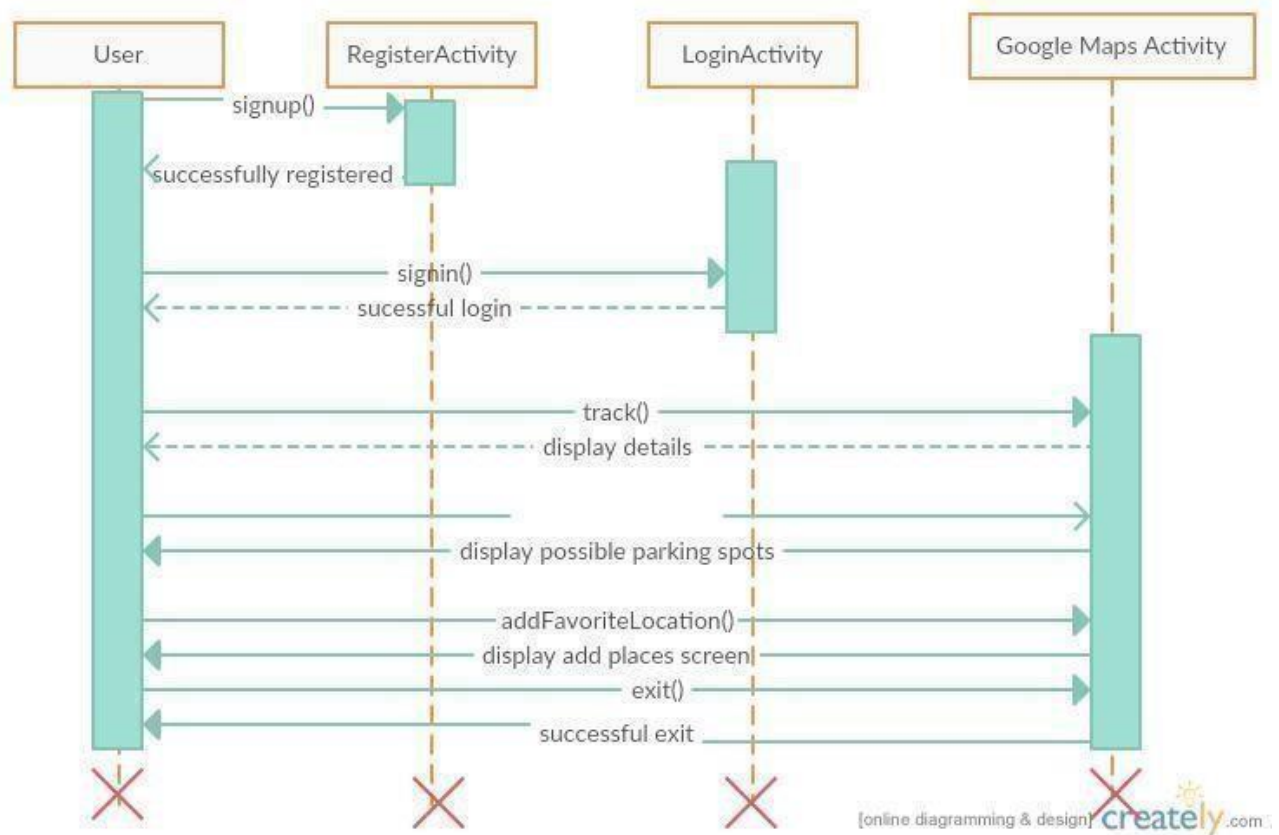 User
RegisterActivity
LoginActivity
Google Maps Activity
signup()
successfully registered
signin()
sucessful login
track()
display details
display possible parking spots
addFavoriteLocation()
display add places screen
exit()
successful exit
[online diagramming & design] creately.com